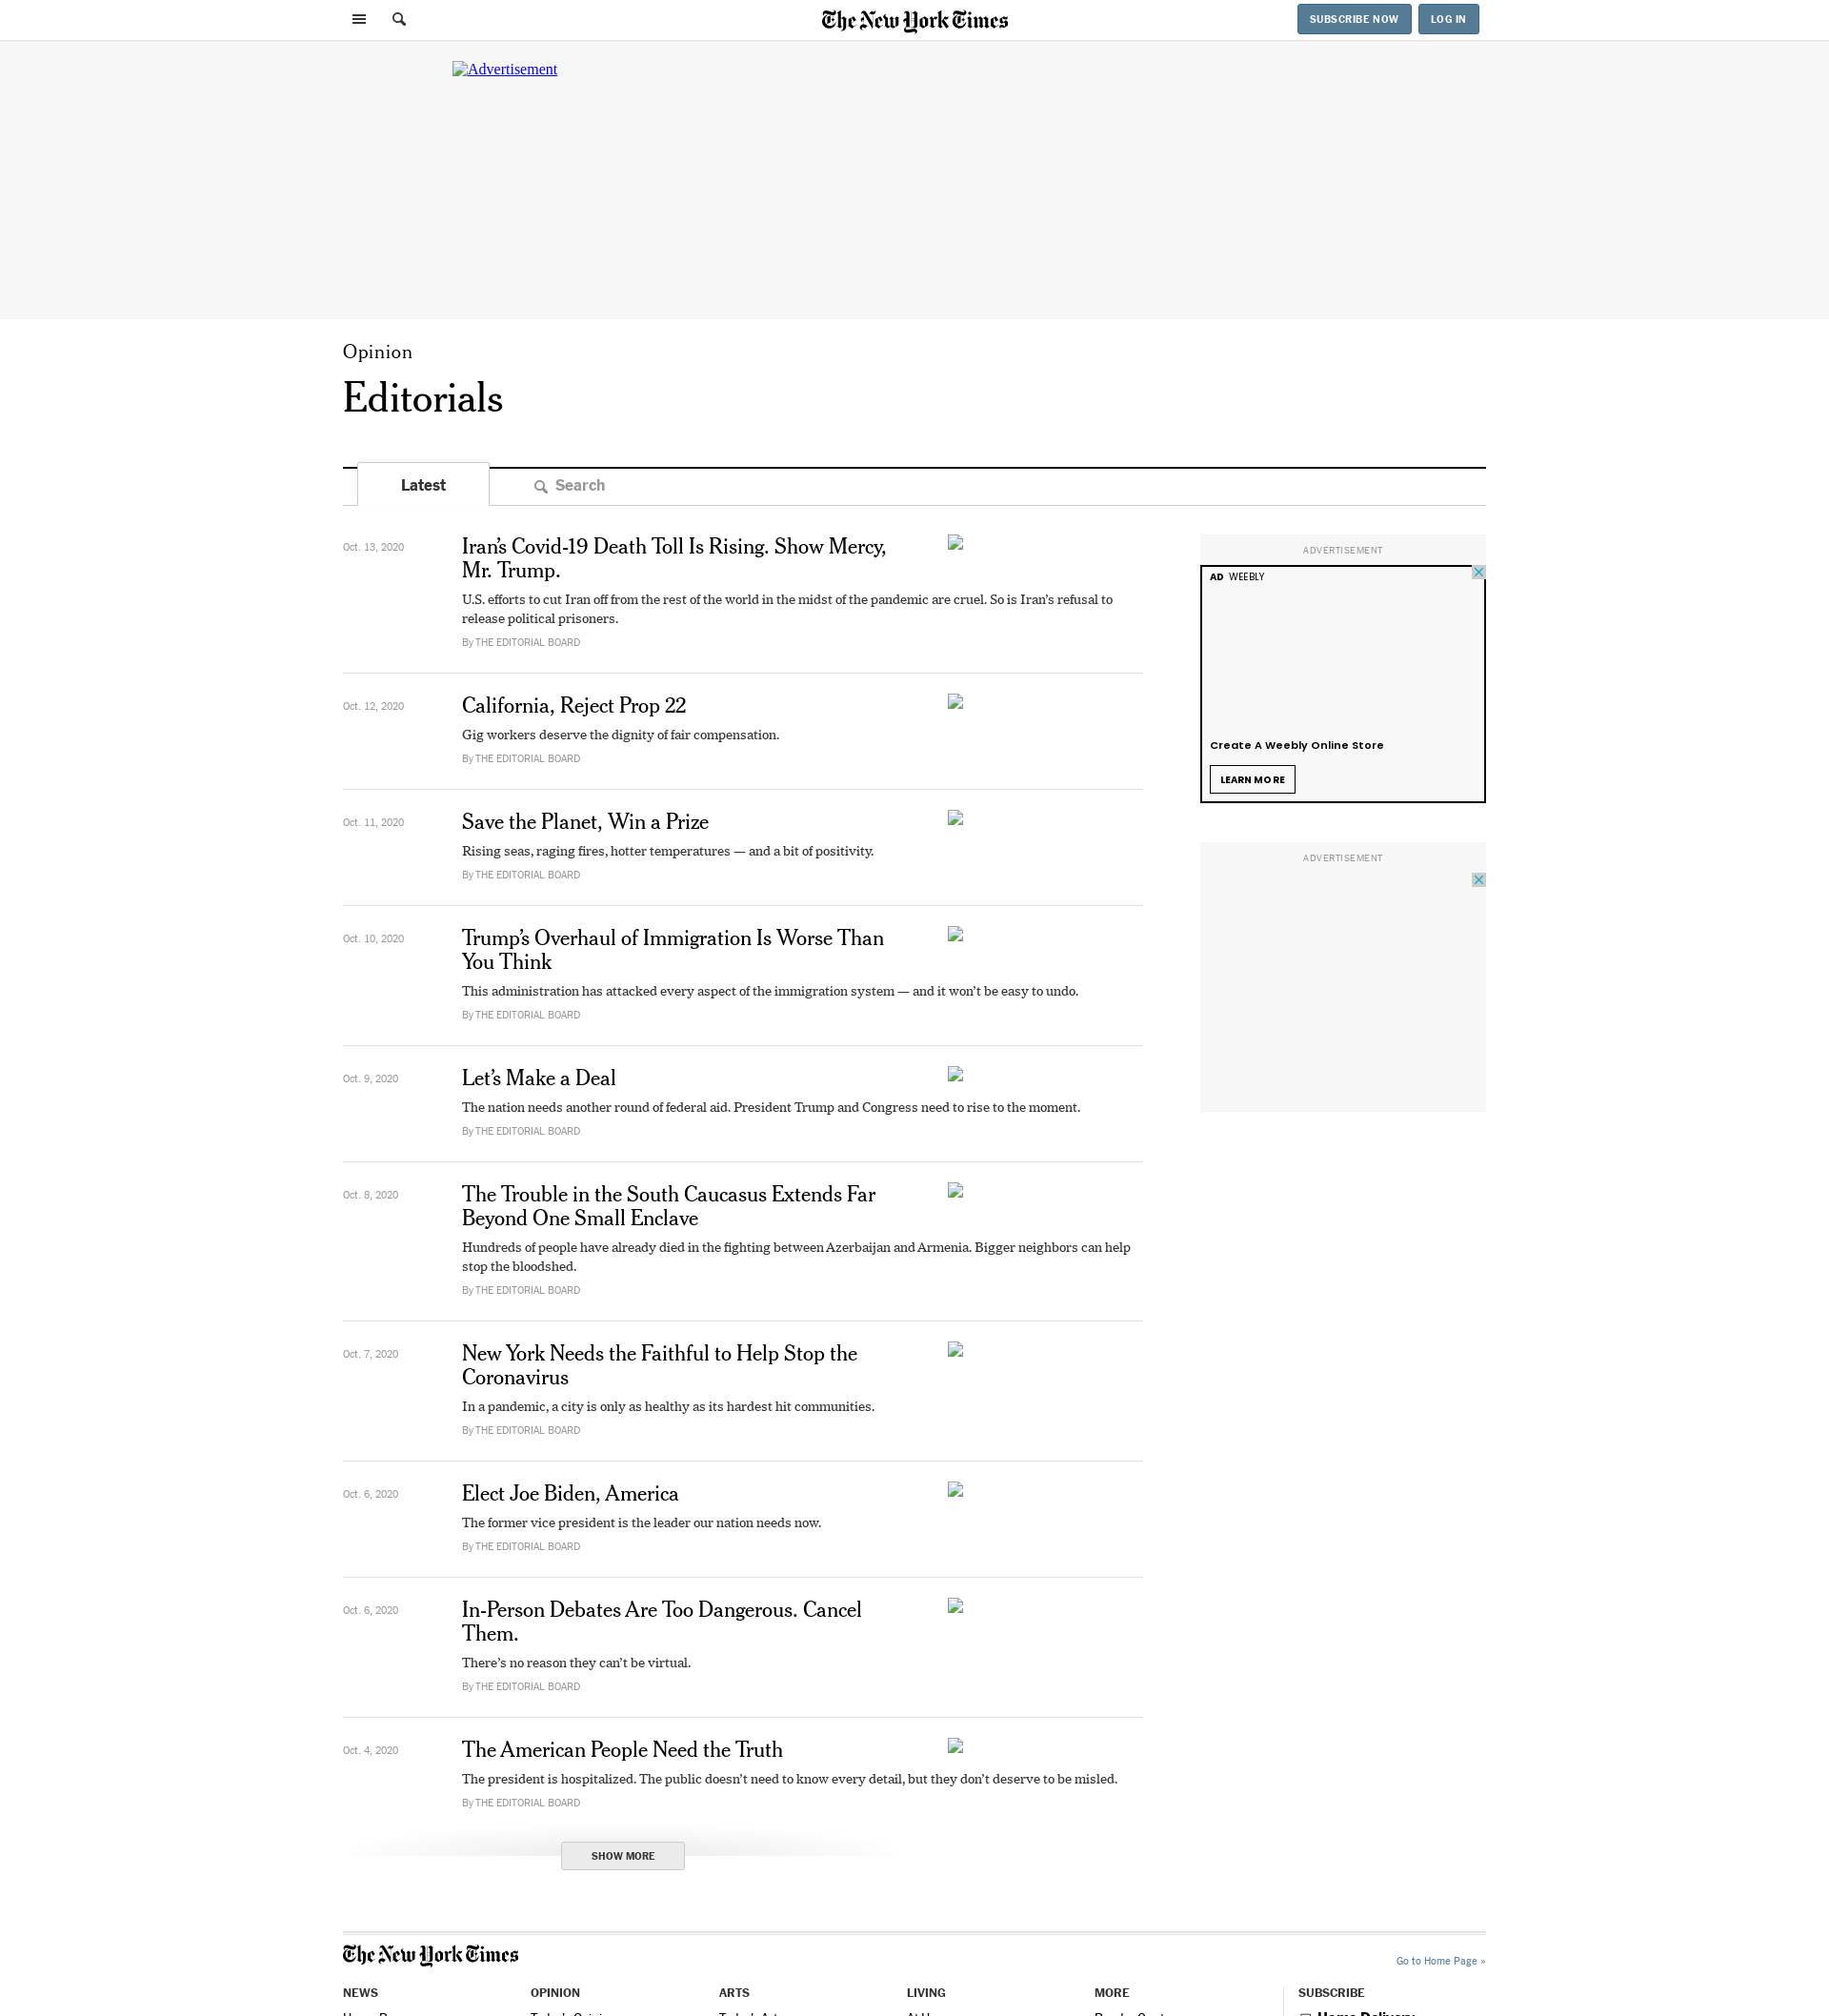 The New York Times
SUBSCRIBE NOW
LOG IN
Advertisement
Opinion
Editorials
Latest
Search
Oct. 13, 2020
Iran’s Covid-19 Death Toll Is Rising. Show Mercy,
Mr. Trump.
U.S. efforts to cut Iran off from the rest of the world in the midst of the pandemic are cruel. So is Iran’s refusal to
release political prisoners.
By THE EDITORIAL BOARD
Oct. 12, 2020
California, Reject Prop 22
Gig workers deserve the dignity of fair compensation.
By THE EDITORIAL BOARD
Oct. 11, 2020
Save the Planet, Win a Prize
Rising seas, raging fires, hotter temperatures — and a bit of positivity.
By THE EDITORIAL BOARD
Oct. 10, 2020
Trump’s Overhaul of Immigration Is Worse Than
You Think
This administration has attacked every aspect of the immigration system — and it won’t be easy to undo.
By THE EDITORIAL BOARD
Oct. 9, 2020
Let’s Make a Deal
The nation needs another round of federal aid. President Trump and Congress need to rise to the moment.
By THE EDITORIAL BOARD
Oct. 8, 2020
The Trouble in the South Caucasus Extends Far
Beyond One Small Enclave
Hundreds of people have already died in the fighting between Azerbaijan and Armenia. Bigger neighbors can help
stop the bloodshed.
By THE EDITORIAL BOARD
Oct. 7, 2020
New York Needs the Faithful to Help Stop the
Coronavirus
In a pandemic, a city is only as healthy as its hardest hit communities.
By THE EDITORIAL BOARD
Oct. 6, 2020
Elect Joe Biden, America
The former vice president is the leader our nation needs now.
By THE EDITORIAL BOARD
Oct. 6, 2020
In-Person Debates Are Too Dangerous. Cancel
Them.
There’s no reason they can’t be virtual.
By THE EDITORIAL BOARD
Oct. 4, 2020
The American People Need the Truth
The president is hospitalized. The public doesn’t need to know every detail, but they don’t deserve to be misled.
By THE EDITORIAL BOARD
SHOW MORE
ADVERTISEMENT
AD WEEBLY
Create A Weebly Online Store
LEARN MORE
ADVERTISEMENT
The New York Times
Go to Home Page »
NEWS
OPINION
ARTS
LIVING
MORE
SUBSCRIBE
Home Delivery